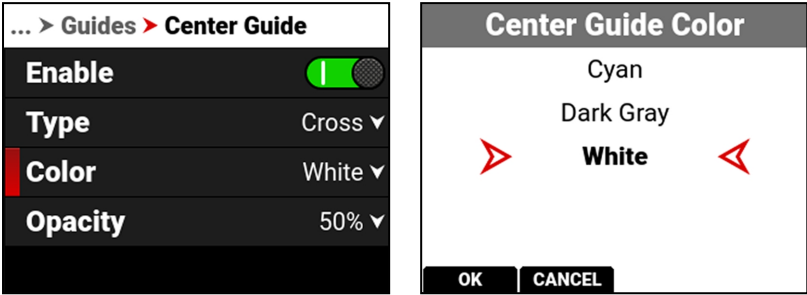 ... > Guides > Center Guide
Enable
Type Cross
Color White
Opacity 50%
Center Guide Color
Cyan
Dark Gray
White
OK CANCEL